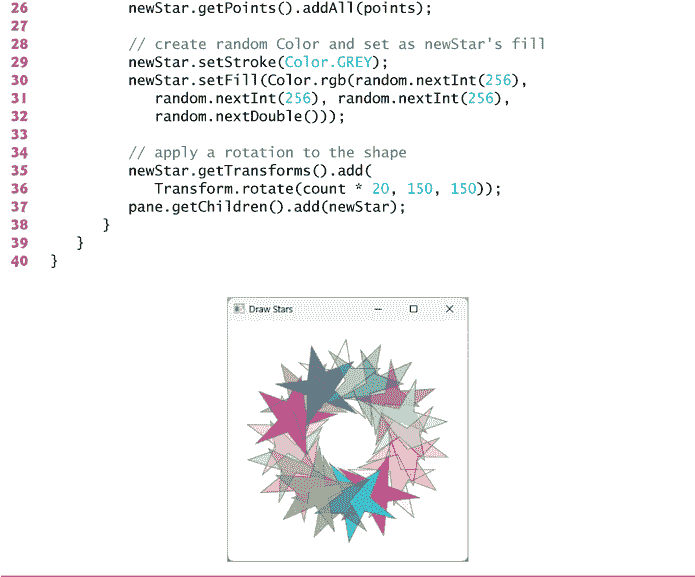 26 newStar.getPoints().addAll(points);
27
28 // create random Color and set as newStar's fill
29 newStar.setStroke(Color.GREY);
30 newStar.setFill(Color.rgb(random.nextInt(256),
31 random.nextInt(256), random.nextInt(256),
32 random.nextDouble()));
33
34 // apply a rotation to the shape
35 newStar.getTransforms().add(
36 Transform.rotate(count * 20, 150, 150));
37 pane.getChildren().add(newStar);
38 }
39 }
40 }
Draw Stars